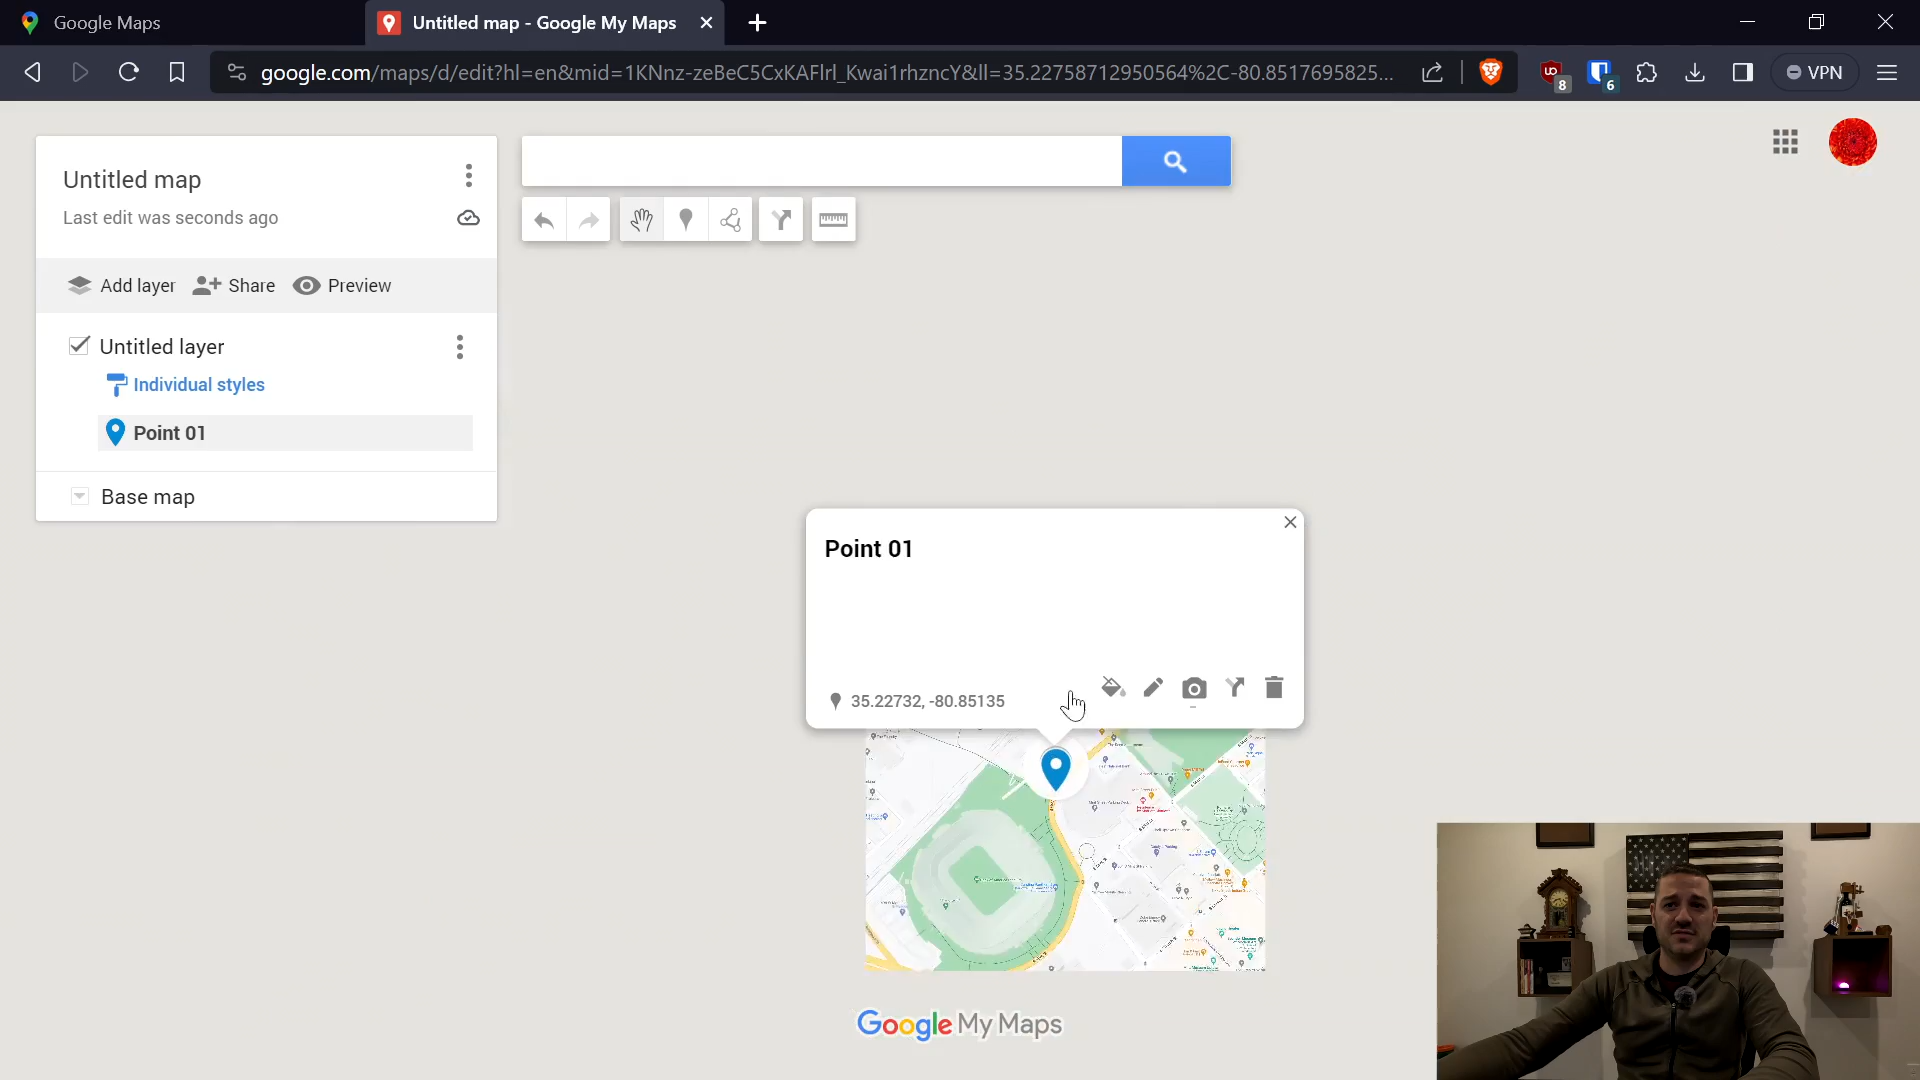 Google Maps
Untitled map - Google My Maps
google.com/maps/d/edit?hl=en&mid=1KNnz-zeBeC5CxKAFlrl_Kwai1rhzncY&ll=35.22758712950564%2C-80.8517695825...
8
6
VPN
Untitled map
Last edit was seconds ago
Add layer
Share
Preview
Untitled layer
Individual styles
Point 01
Base map
Point 01
35.22732, -80.85135
Google My Maps